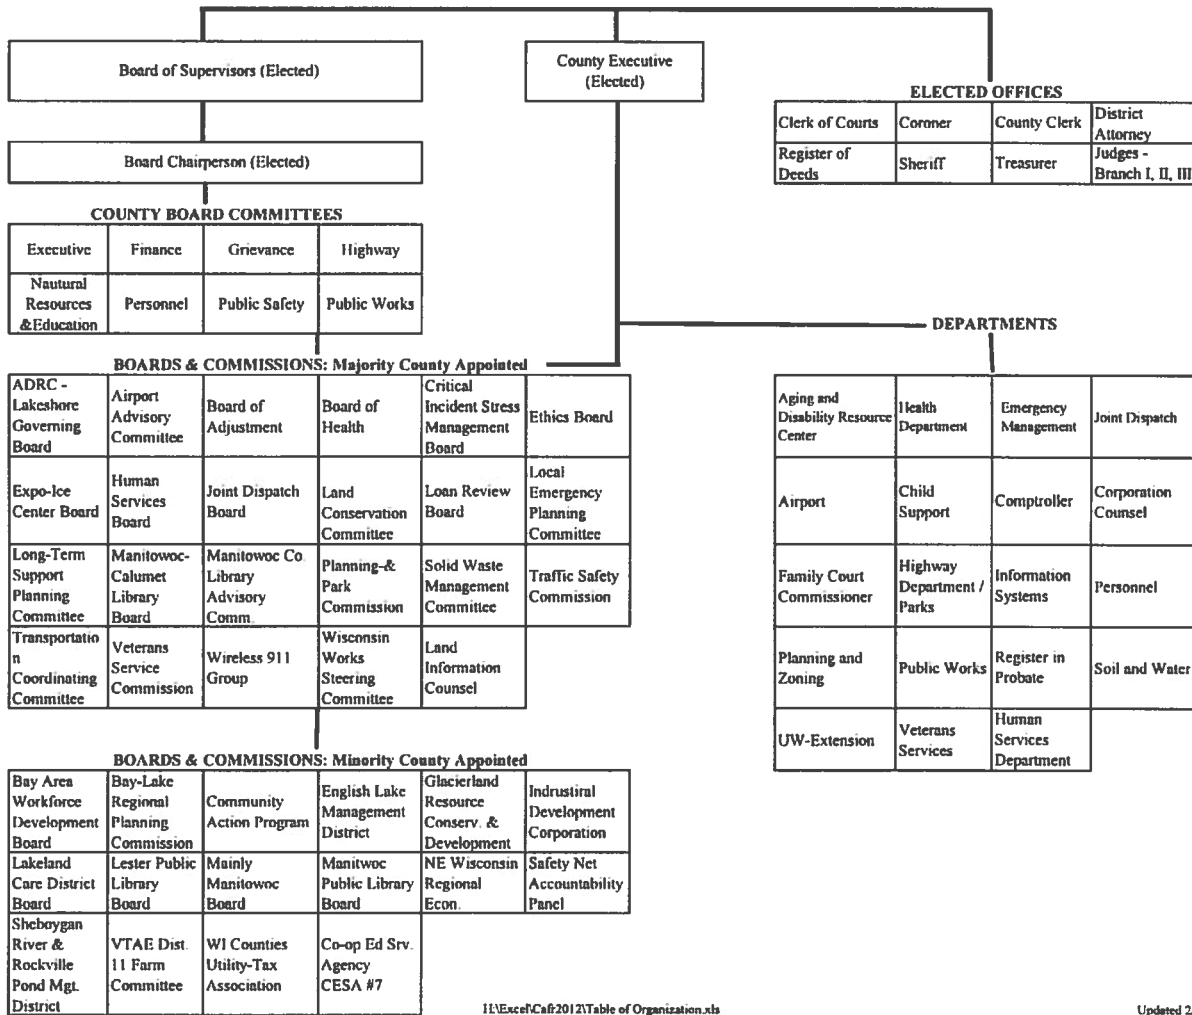 Board of Supervisors (Elected)
County Executive
(Elected)
ELECTED OFFICES
Clerk of Courts
Coroner
County Clerk
District
Attorney
Register of
Deeds
Sheriff
Treasurer
Judges -
Branch I, II, III
Board Chairperson (Elected)
COUNTY BOARD COMMITTEES
Executive
Finance
Grievance
Highway
Nautural
Resources
&Education
Personnel
Public Safety
Public Works
BOARDS & COMMISSIONS: Majority County Appointed
ADRC -
Lakeshore
Governing
Board
Airport
Advisory
Committee
Board of
Adjustment
Board of
Health
Critical
Incident Stress
Management
Board
Ethics Board
Expo-Ice
Center Board
Human
Services
Board
Joint Dispatch
Board
Land
Conservation
Committee
Loan Review
Board
Local
Emergency
Planning
Committee
Long-Term
Support
Planning
Committee
Manitowoc-
Calumet
Library
Board
Manitowoc Co
Library
Advisory
Comm.
Planning-&
Park
Commission
Solid Waste
Management
Committee
Traffic Safety
Commission
Transportatio
n
Coordinating
Committee
Veterans
Service
Commission
Wireless 911
Group
Wisconsin
Works
Steering
Committee
Land
Information
Counsel
BOARDS & COMMISSIONS: Minority County Appointed
Bay Area
Workforce
Development
Board
Bay-Lake
Regional
Planning
Commission
Community
Action Program
English Lake
Management
District
Glacierland
Resource
Conserv. &
Development
Indrustiral
Development
Corporation
Lakeland
Care District
Board
Lester Public
Library
Board
Mainly
Manitowoc
Board
Manitwoc
Public Library
Board
NE Wisconsin
Regional
Econ.
Safety Net
Accountability
Panel
Sheboygan
River &
Rockville
Pond Mgt.
District
VTAE Dist.
11 Farm
Committee
WI Counties
Utility-Tax
Association
Co-op Ed Srv.
Agency
CESA #7
DEPARTMENTS
Aging and
Disability Resource
Center
Health
Department
Emergency
Management
Joint Dispatch
Airport
Child
Support
Comptroller
Corporation
Counsel
Family Court
Commissioner
Highway
Department /
Parks
Information
Systems
Personnel
Planning and
Zoning
Public Works
Register in
Probate
Soil and Water
UW-Extension
Veterans
Services
Human
Services
Department
H:\Excel\Cafr2012\Table of Organization.xls
Updated 2